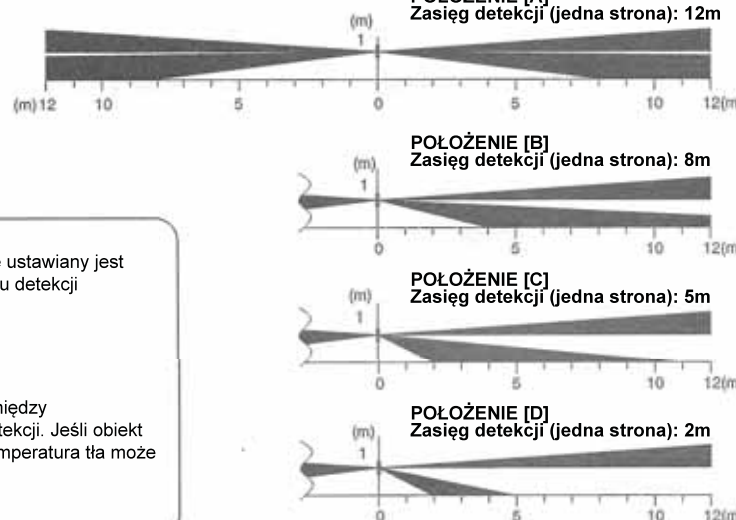 POŁOŻENIE [A]
Zasięg detekcji (jedna strona): 12m
(m)
1
(m) 12 10 5 0 5 10 12(m
POŁOŻENIE [B]
Zasięg detekcji (jedna strona): 8m
(m)
1
0 5 10 12(m
ustawiany jest
u detekcji
POŁOŻENIE [C]
Zasięg detekcji (jedna strona): 5m
(m)
1
0 5 10 12(m
między
tekcji. Jeśli obiekt
mperatura tła może
POŁOŻENIE [D]
Zasięg detekcji (jedna strona): 2m
(m)
1
0 5 10 12(m